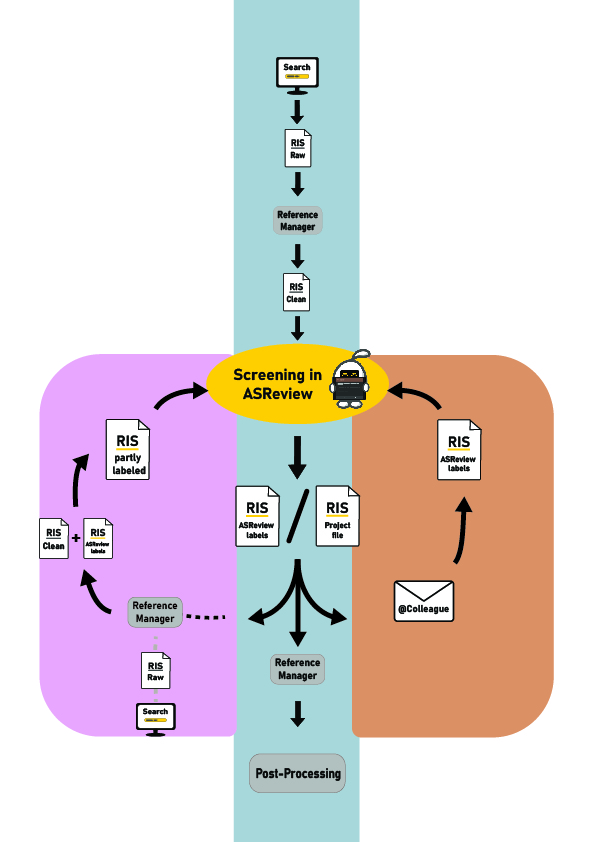 Search
RIS
Raw
Reference
Manager
RIS
Clean
Screening in
ASReview
RIS
partly
labeled
RIS
ASReview
labels
RIS
ASReview
labels
RIS
Project
file
RIS
Clean
+
RIS
ASReview
labels
@Colleague
Reference
Manager
RIS
Raw
Search
Reference
Manager
Post-Processing